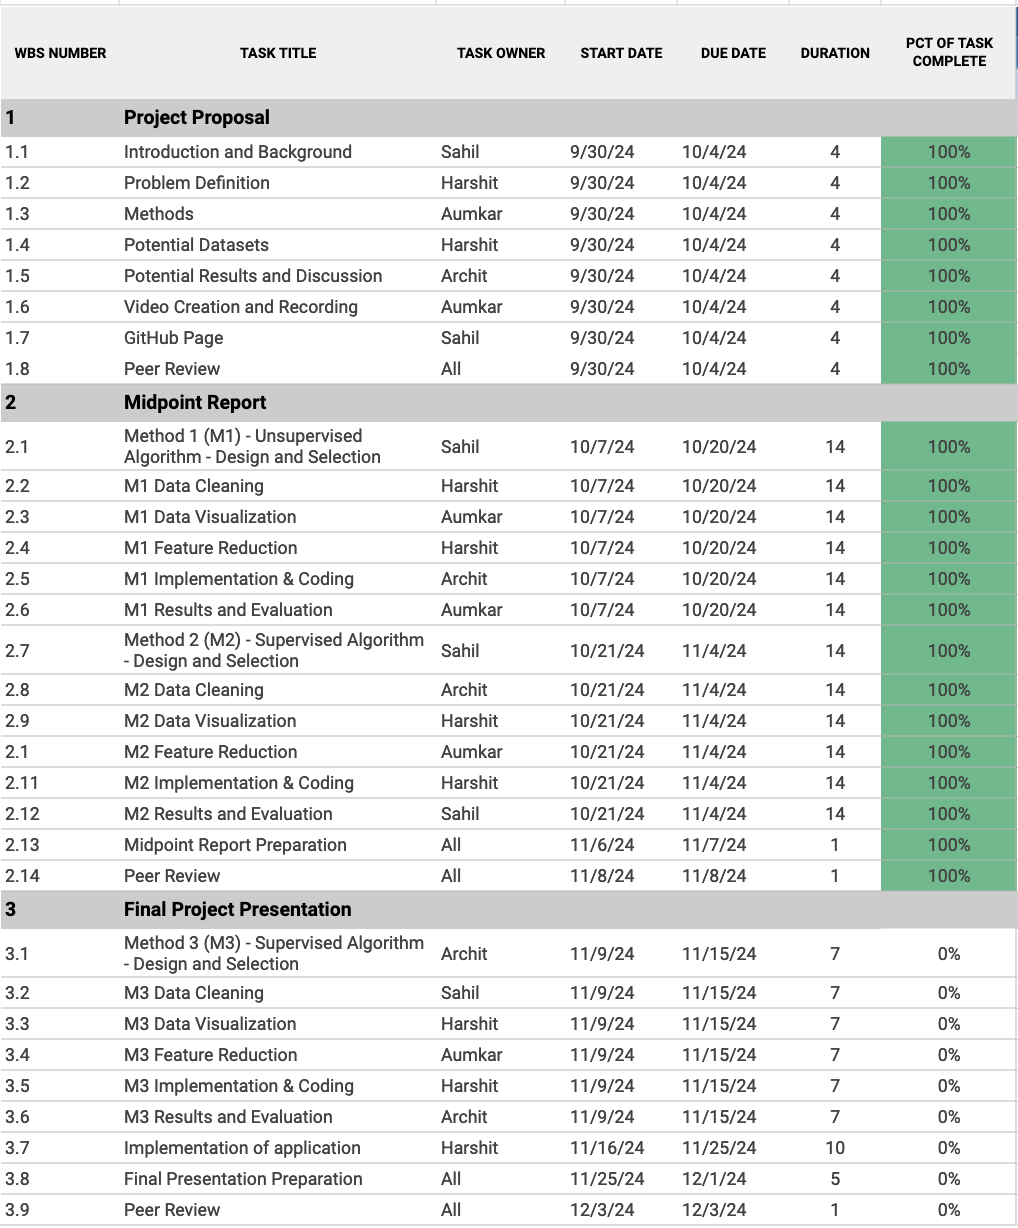 WBS NUMBER TASK TITLE TASK OWNER START DATE DUE DATE DURATION PCT OF TASK COMPLETE
1 Project Proposal
1.1 Introduction and Background Sahil 9/30/24 10/4/24 4 100%
1.2 Problem Definition Harshit 9/30/24 10/4/24 4 100%
1.3 Methods Aumkar 9/30/24 10/4/24 4 100%
1.4 Potential Datasets Harshit 9/30/24 10/4/24 4 100%
1.5 Potential Results and Discussion Archit 9/30/24 10/4/24 4 100%
1.6 Video Creation and Recording Aumkar 9/30/24 10/4/24 4 100%
1.7 GitHub Page Sahil 9/30/24 10/4/24 4 100%
1.8 Peer Review All 9/30/24 10/4/24 4 100%
2 Midpoint Report
2.1 Method 1 (M1) - Unsupervised Algorithm - Design and Selection Sahil 10/7/24 10/20/24 14 100%
2.2 M1 Data Cleaning Harshit 10/7/24 10/20/24 14 100%
2.3 M1 Data Visualization Aumkar 10/7/24 10/20/24 14 100%
2.4 M1 Feature Reduction Harshit 10/7/24 10/20/24 14 100%
2.5 M1 Implementation & Coding Archit 10/7/24 10/20/24 14 100%
2.6 M1 Results and Evaluation Aumkar 10/7/24 10/20/24 14 100%
2.7 Method 2 (M2) - Supervised Algorithm - Design and Selection Sahil 10/21/24 11/4/24 14 100%
2.8 M2 Data Cleaning Archit 10/21/24 11/4/24 14 100%
2.9 M2 Data Visualization Harshit 10/21/24 11/4/24 14 100%
2.1 M2 Feature Reduction Aumkar 10/21/24 11/4/24 14 100%
2.11 M2 Implementation & Coding Harshit 10/21/24 11/4/24 14 100%
2.12 M2 Results and Evaluation Sahil 10/21/24 11/4/24 14 100%
2.13 Midpoint Report Preparation All 11/6/24 11/7/24 1 100%
2.14 Peer Review All 11/8/24 11/8/24 1 100%
3 Final Project Presentation
3.1 Method 3 (M3) - Supervised Algorithm - Design and Selection Archit 11/9/24 11/15/24 7 0%
3.2 M3 Data Cleaning Sahil 11/9/24 11/15/24 7 0%
3.3 M3 Data Visualization Harshit 11/9/24 11/15/24 7 0%
3.4 M3 Feature Reduction Aumkar 11/9/24 11/15/24 7 0%
3.5 M3 Implementation & Coding Harshit 11/9/24 11/15/24 7 0%
3.6 M3 Results and Evaluation Archit 11/9/24 11/15/24 7 0%
3.7 Implementation of application Harshit 11/16/24 11/25/24 10 0%
3.8 Final Presentation Preparation All 11/25/24 12/1/24 5 0%
3.9 Peer Review All 12/3/24 12/3/24 1 0%